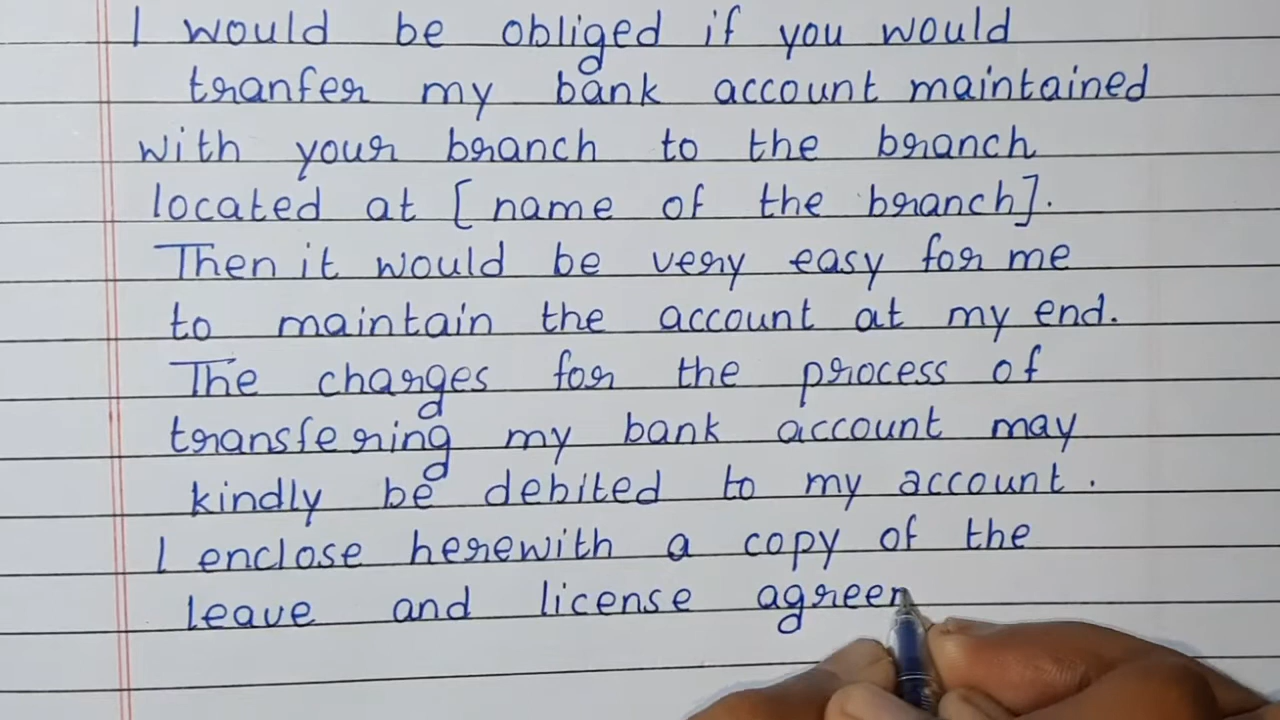 I would be obliged if you would
tranfer my bank account maintained
with your branch to the branch
located at [name of the branch].
Then it would be very easy for me
to maintain the account at my end.
The charges for the process of
transfering my bank account may
kindly be debited to my account.
I enclose herewith a copy of the
leave and license agreen